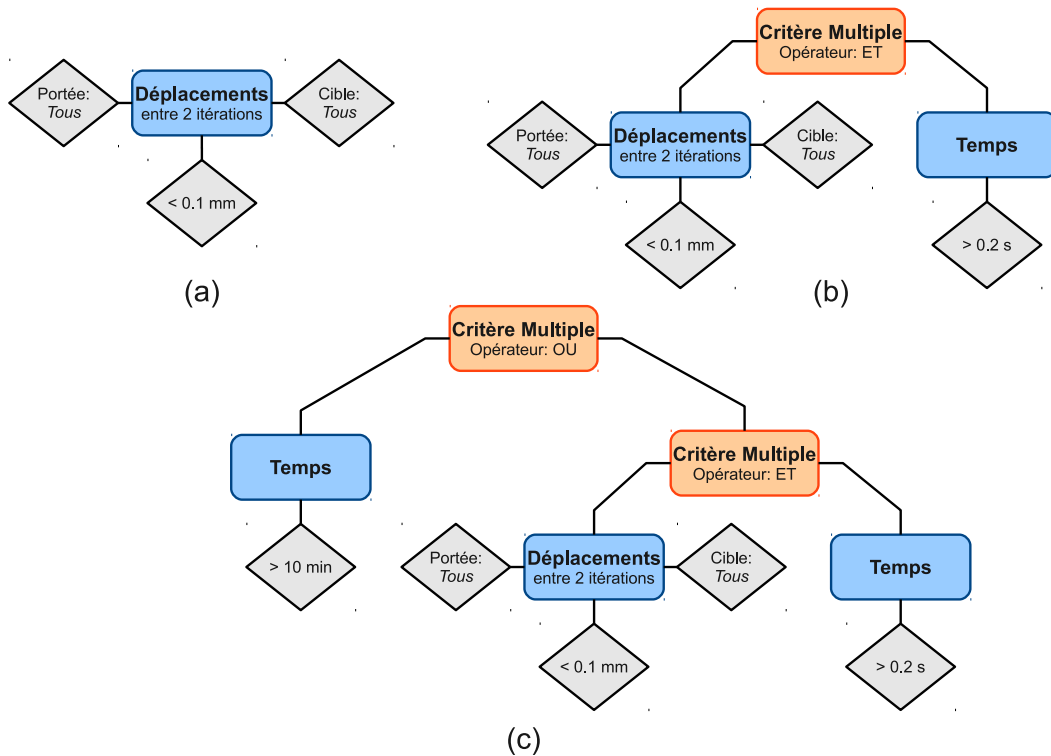 Portée:
Tous
Déplacements
entre 2 itérations
Cible:
Tous
< 0.1 mm
(a)
Critère Multiple
Opérateur: ET
Portée:
Tous
Déplacements
entre 2 itérations
Cible:
Tous
Temps
< 0.1 mm
> 0.2 s
(b)
Critère Multiple
Opérateur: OU
Temps
> 10 min
Critère Multiple
Opérateur: ET
Portée:
Tous
Déplacements
entre 2 itérations
Cible:
Tous
Temps
< 0.1 mm
> 0.2 s
(c)